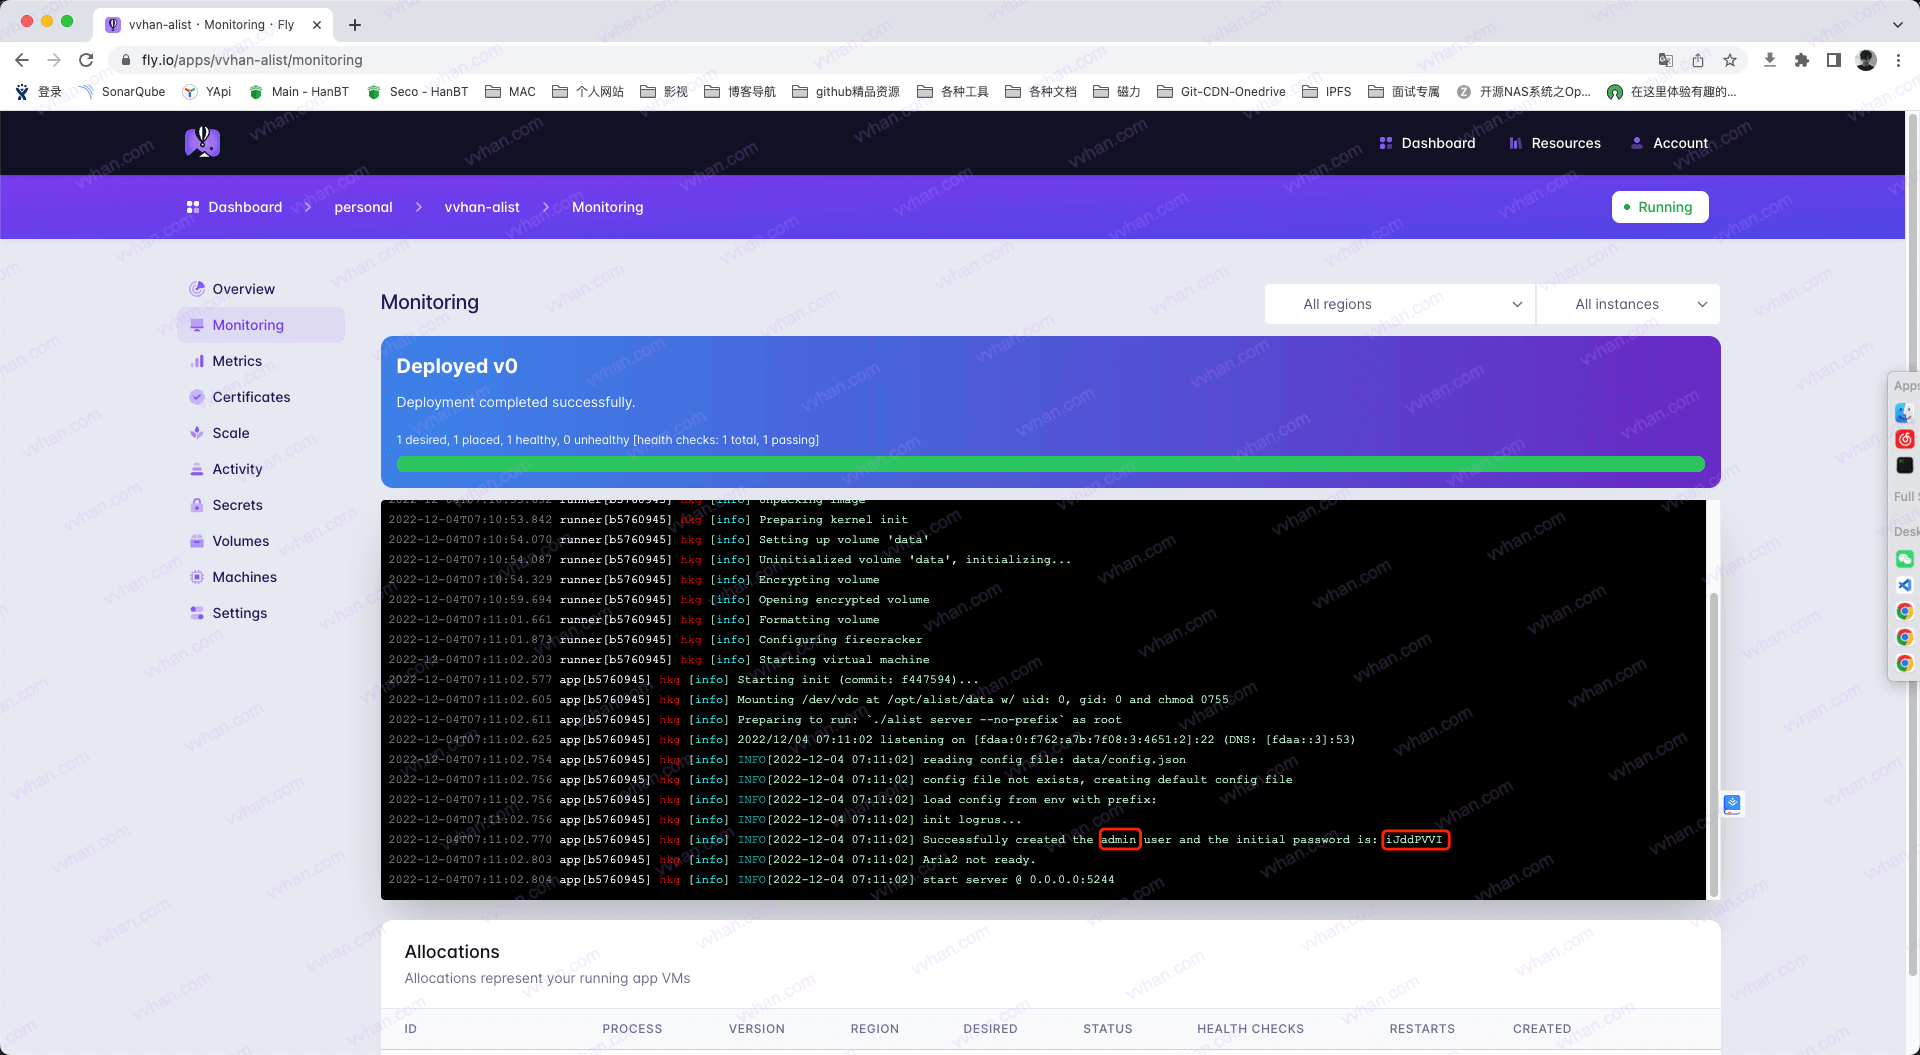 vvhan-alist · Monitoring · Fly
fly.io/apps/vvhan-alist/monitoring
登录 SonarQube YApi Main - HanBT Seco - HanBT MAC 个人网站 影视 博客导航 github精品资源 各种工具 各种文档 磁力 Git-CDN-Onedrive IPFS 面试专属 开源NAS系统之Op... 在这里体验有趣的...
Dashboard Resources Account
Dashboard personal vvhan-alist Monitoring Running
Overview
Monitoring
Metrics
Certificates
Scale
Activity
Secrets
Volumes
Machines
Settings
Monitoring
All regions All instances
Deployed v0
Deployment completed successfully.
1 desired, 1 placed, 1 healthy, 0 unhealthy [health checks: 1 total, 1 passing]
2022-12-04T07:10:53.842 runner[b5760945] hkg [info] Preparing kernel init
2022-12-04T07:10:54.070 runner[b5760945] hkg [info] Setting up volume 'data'
2022-12-04T07:10:54.087 runner[b5760945] hkg [info] Uninitialized volume 'data', initializing...
2022-12-04T07:10:54.329 runner[b5760945] hkg [info] Encrypting volume
2022-12-04T07:10:59.694 runner[b5760945] hkg [info] Opening encrypted volume
2022-12-04T07:11:01.661 runner[b5760945] hkg [info] Formatting volume
2022-12-04T07:11:01.873 runner[b5760945] hkg [info] Configuring firecracker
2022-12-04T07:11:02.203 runner[b5760945] hkg [info] Starting virtual machine
2022-12-04T07:11:02.577 app[b5760945] hkg [info] Starting init (commit: f447594)...
2022-12-04T07:11:02.605 app[b5760945] hkg [info] Mounting /dev/vdc at /opt/alist/data w/ uid: 0, gid: 0 and chmod 0755
2022-12-04T07:11:02.611 app[b5760945] hkg [info] Preparing to run: `./alist server --no-prefix` as root
2022-12-04T07:11:02.625 app[b5760945] hkg [info] 2022/12/04 07:11:02 listening on [fdaa:0:f762:a7b:7f08:3:4651:2]:22 (DNS: [fdaa::3]:53)
2022-12-04T07:11:02.754 app[b5760945] hkg [info] INFO[2022-12-04 07:11:02] reading config file: data/config.json
2022-12-04T07:11:02.756 app[b5760945] hkg [info] INFO[2022-12-04 07:11:02] config file not exists, creating default config file
2022-12-04T07:11:02.756 app[b5760945] hkg [info] INFO[2022-12-04 07:11:02] load config from env with prefix:
2022-12-04T07:11:02.756 app[b5760945] hkg [info] INFO[2022-12-04 07:11:02] init logrus...
2022-12-04T07:11:02.770 app[b5760945] hkg [info] INFO[2022-12-04 07:11:02] Successfully created the admin user and the initial password is: iJddPVVI
2022-12-04T07:11:02.803 app[b5760945] hkg [info] INFO[2022-12-04 07:11:02] Aria2 not ready.
2022-12-04T07:11:02.804 app[b5760945] hkg [info] INFO[2022-12-04 07:11:02] start server @ 0.0.0.0:5244
Allocations
Allocations represent your running app VMs
ID PROCESS VERSION REGION DESIRED STATUS HEALTH CHECKS RESTARTS CREATED
Apps
Full
Desk
vvhan.com